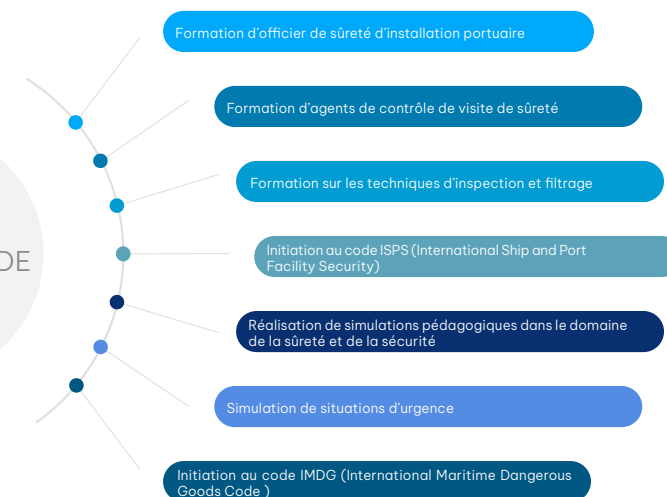 Formation d'officier de sûreté d'installation portuaire
Formation d'agents de contrôle de visite de sûreté
Formation sur les techniques d'inspection et filtrage
DE
Initiation au code ISPS (International Ship and Port
Facility Security)
Réalisation de simulations pédagogiques dans le domaine
de la sûreté et de la sécurité
Simulation de situations d'urgence
Initiation au code IMDG (International Maritime Dangerous
Goods Code )